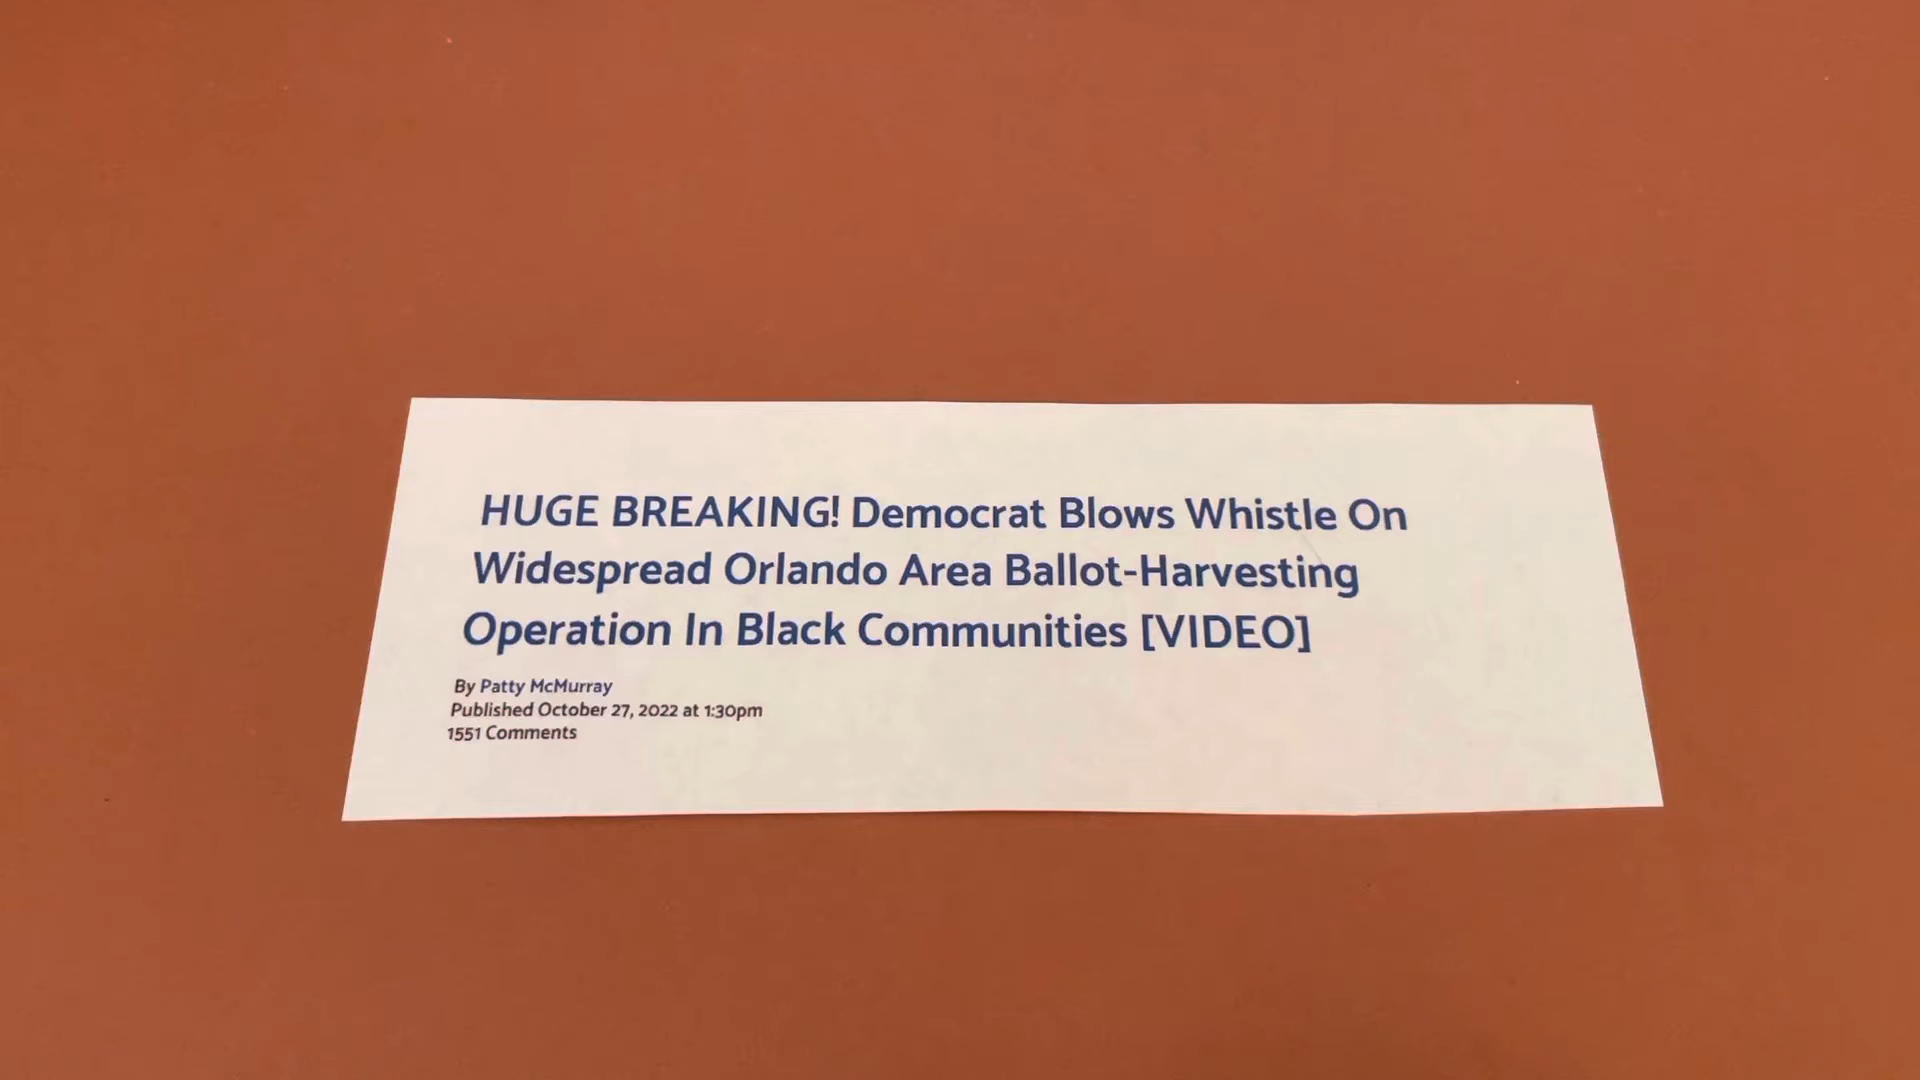 HUGE BREAKING! Democrat Blows Whistle On
Widespread Orlando Area Ballot-Harvesting
Operation In Black Communities [VIDEO]
By Patty McMurray
Published October 27, 2022 at 1:30pm
1551 Comments